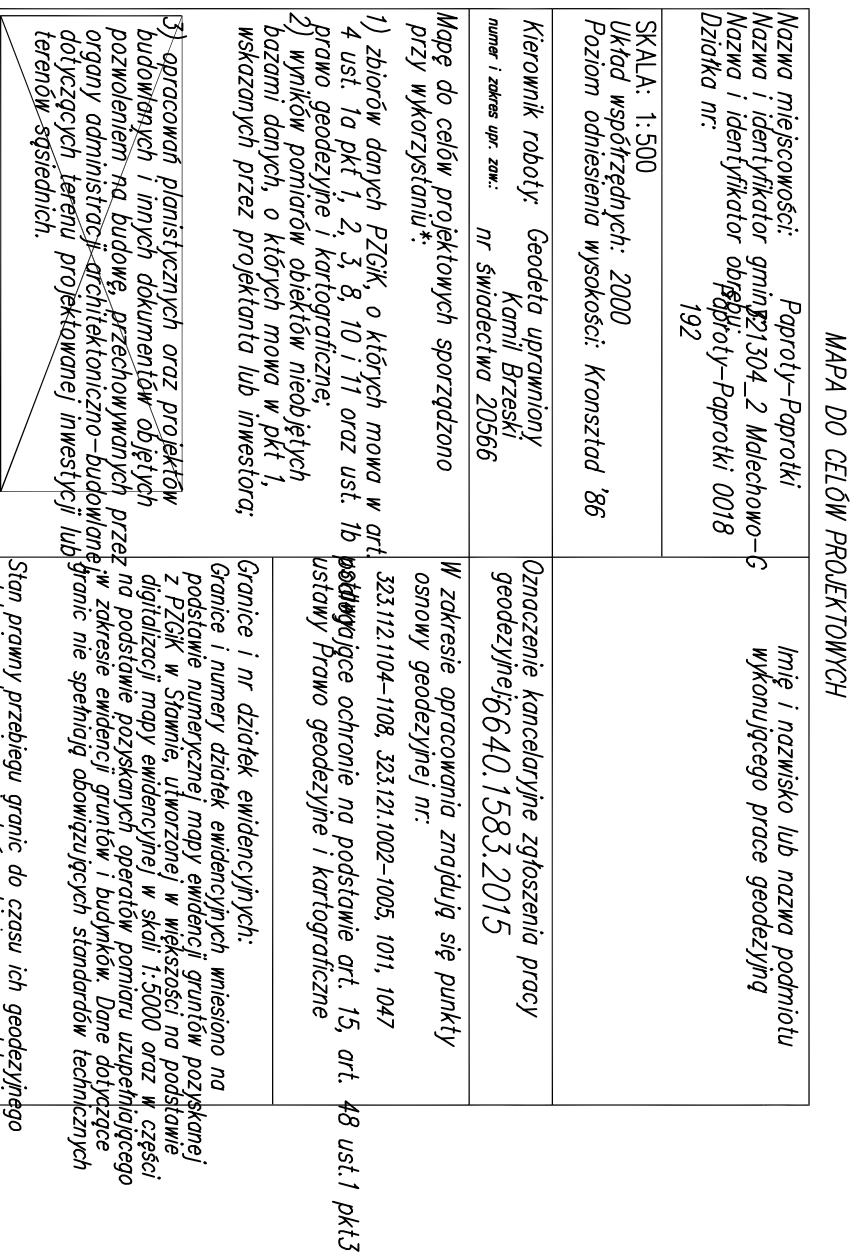 MAPA DO CELÓW PROJEKTOWYCH
Nazwa miejscowości: Paproty-Paprotki
Nazwa i identyfikator gminy: 321304_2 Malechowo-G
Nazwa i identyfikator obrębu: Paproty-Paprotki 0018
Działka nr: 192
Imię i nazwisko lub nazwa podmiotu
wykonującego prace geodezyjną
SKALA: 1:500
Układ współrzędnych: 2000
Poziom odniesienia wysokości: Kronsztad '86
Kierownik roboty: Geodeta uprawniony
Kamil Brzeski
numer i zakres upr. zaw.: nr świadectwa 20566
Oznaczenie kancelaryjne zgłoszenia pracy
geodezyjnej: 6640.1583.2015
Mapę do celów projektowych sporządzono
przy wykorzystaniu*:
1) zbiorów danych PZGiK, o których mowa w art.
4 ust. 1a pkt 1, 2, 3, 8, 10 i 11 oraz ust. 1b ustawy
prawo geodezyjne i kartograficzne;
2) wyników pomiarów obiektów nieobjętych
bazami danych, o których mowa w pkt 1,
wskazanych przez projektanta lub inwestora;
3) opracowań planistycznych oraz projektów
budowlanych i innych dokumentów objętych
pozwoleniem na budowę, przechowywanych przez
organy administracji architektoniczno-budowlanej,
dotyczących terenu projektowanej inwestycji lub
terenów sąsiednich.
W zakresie opracowania znajdują się punkty
osnowy geodezyjnej nr:
323.112.1104-1108, 323.121.1002-1005, 1011, 1047
podlegające ochronie na podstawie art. 15, art. 48 ust.1 pkt3
ustawy Prawo geodezyjne i kartograficzne
Granice i nr działek ewidencyjnych:
Granice i numery działek ewidencyjnych wniesiono na
podstawie numerycznej mapy ewidencji gruntów pozyskanej
z PZGiK w Sławnie, utworzonej w większości na podstawie
digitalizacji mapy ewidencyjnej w skali 1:5000 oraz w części
na podstawie pozyskanych operatów pomiaru uzupełniającego
w zakresie ewidencji gruntów i budynków. Dane dotyczące
granic nie spełniają obowiązujących standardów technicznych
Stan prawny przebiegu granic do czasu ich geodezyjnego